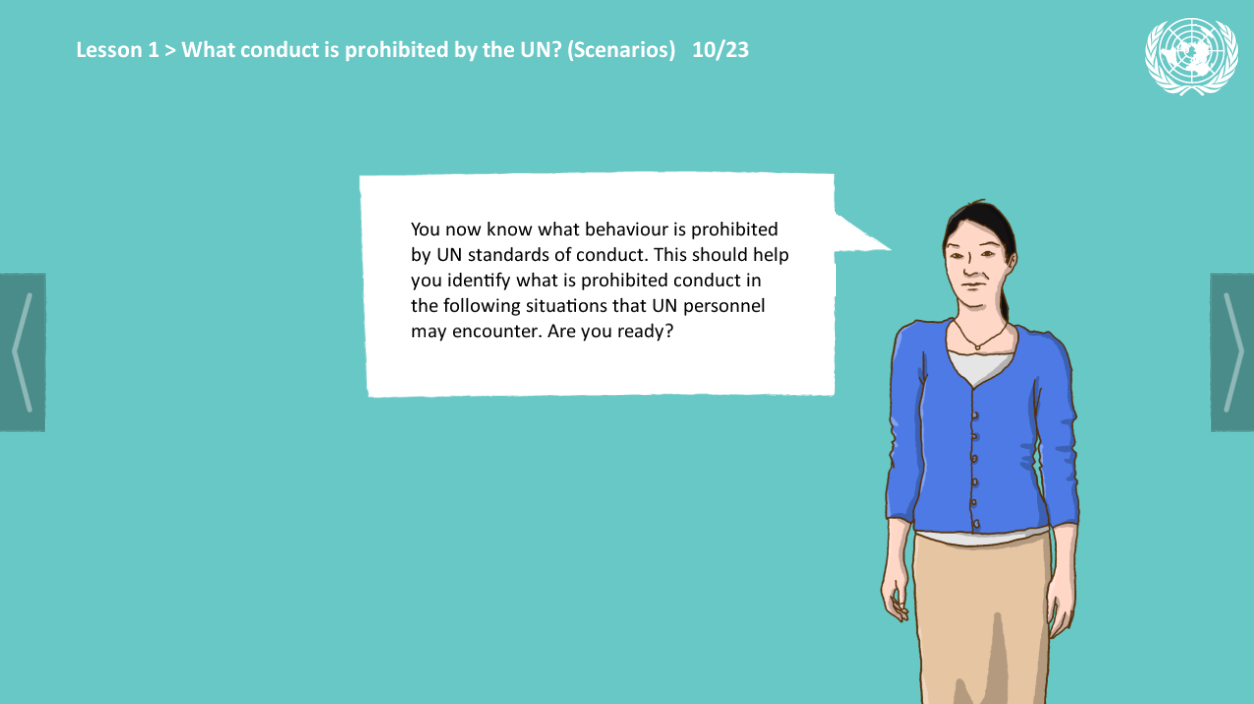 Lesson 1 > What conduct is prohibited by the UN? (Scenarios) 10/23
You now know what behaviour is prohibited
by UN standards of conduct. This should help
you identify what is prohibited conduct in
the following situations that UN personnel
may encounter. Are you ready?